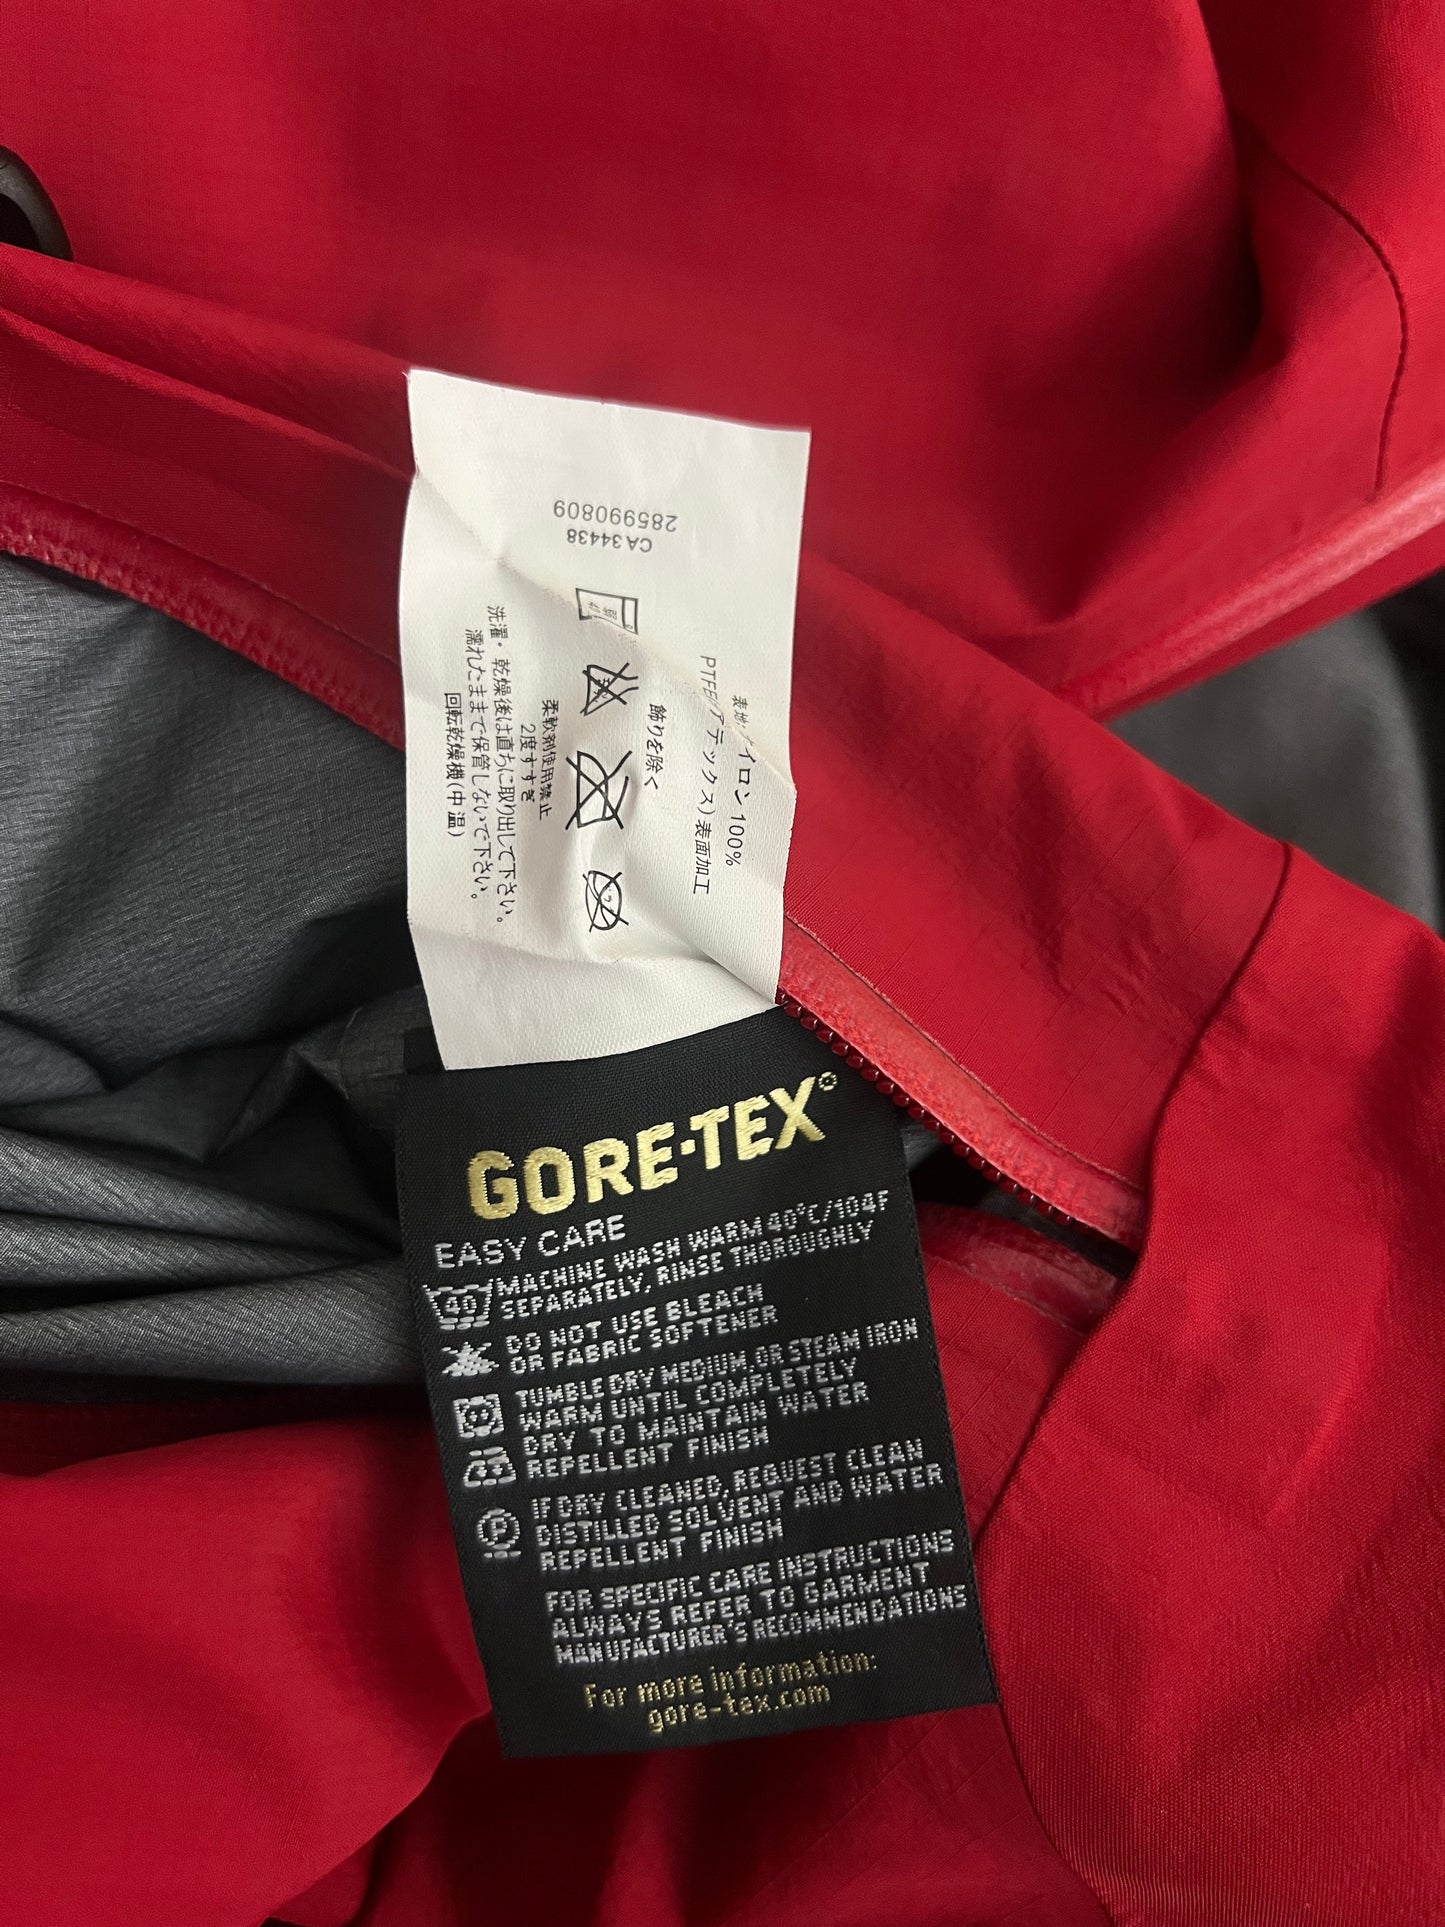 285990809
CA 34438
表地:ナイロン100%
PTFE(アテックス)表面加工
飾りを除く
40
柔軟剤使用禁止
2度すすぎ
洗濯・乾燥後は直ちに取り出して下さい。
濡れたままで保管しないで下さい。
回転乾燥機(中温)
GORE-TEX®
EASY CARE
40
MACHINE WASH WARM 40°C/104F
SEPARATELY, RINSE THOROUGHLY
DO NOT USE BLEACH
OR FABRIC SOFTENER
TUMBLE DRY MEDIUM, OR STEAM IRON
WARM UNTIL COMPLETELY
DRY TO MAINTAIN WATER
REPELLENT FINISH
P
IF DRY CLEANED, REQUEST CLEAN
DISTILLED SOLVENT AND WATER
REPELLENT FINISH
FOR SPECIFIC CARE INSTRUCTIONS
ALWAYS REFER TO GARMENT
MANUFACTURER'S RECOMMENDATIONS
For more information:
gore-tex.com